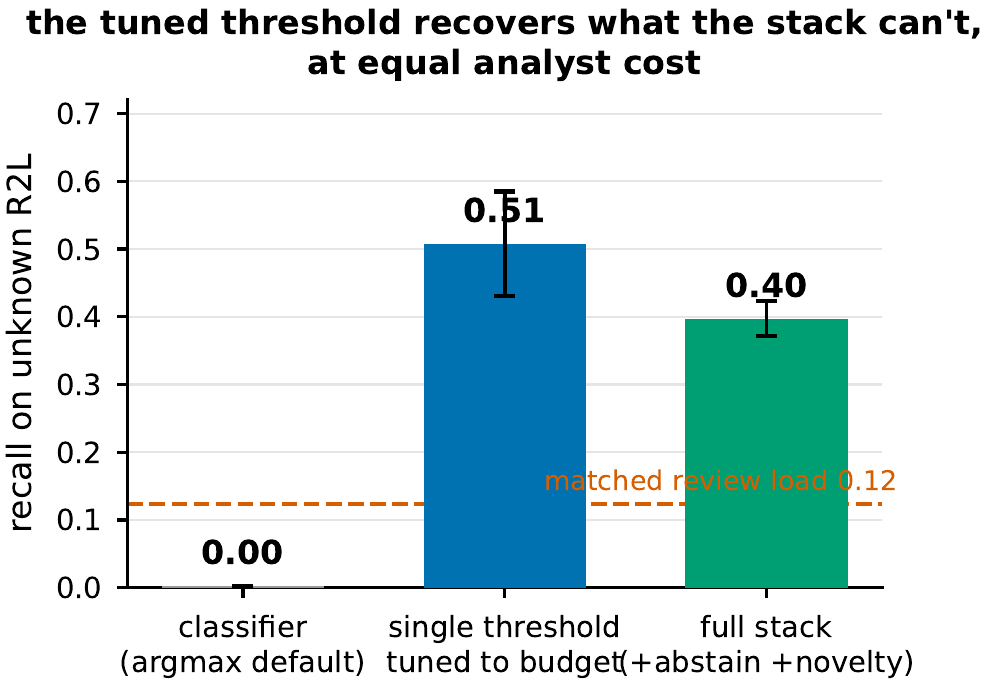 the tuned threshold recovers what the stack can't,
at equal analyst cost
recall on unknown R2L
0.7
0.6
0.5
0.4
0.3
0.2
0.1
0.0
0.00
0.51
0.40
matched review load 0.12
classifier
(argmax default)
single threshold
tuned to budget
full stack
(+abstain +novelty)